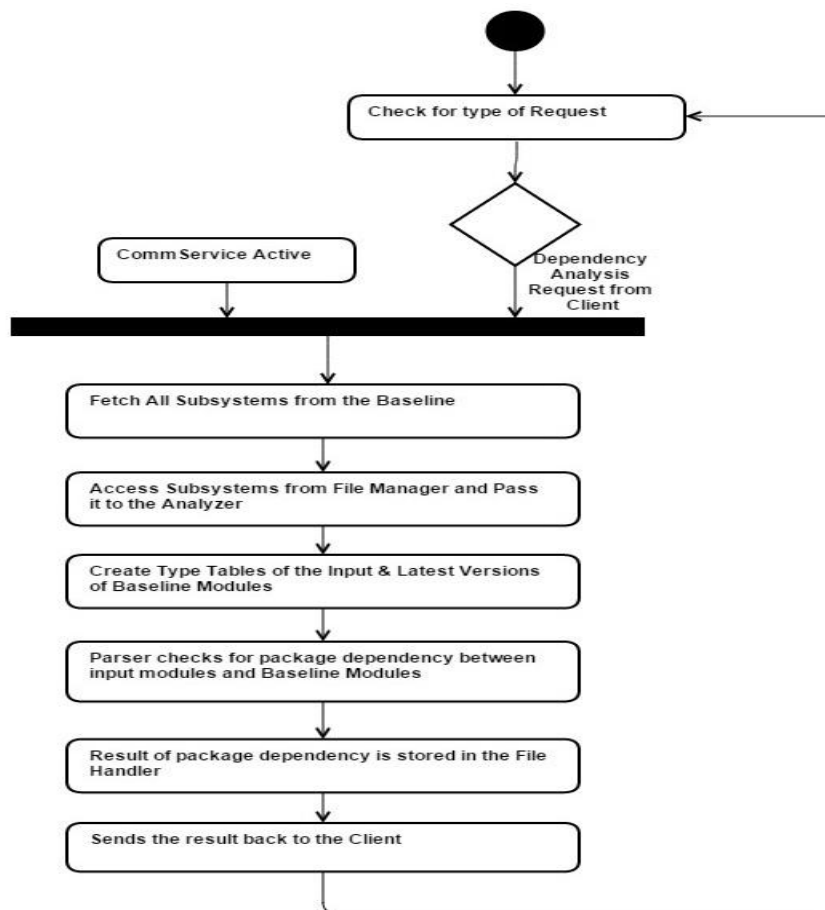 Check for type of Request
CommService Active
Dependency
Analysis
Request from
Client
Fetch All Subsystems from the Baseline
Access Subsystems from File Manager and Pass
it to the Analyzer
Create Type Tables of the Input & Latest Versions
of Baseline Modules
Parser checks for package dependency between
input modules and Baseline Modules
Result of package dependency is stored in the File
Handler
Sends the result back to the Client